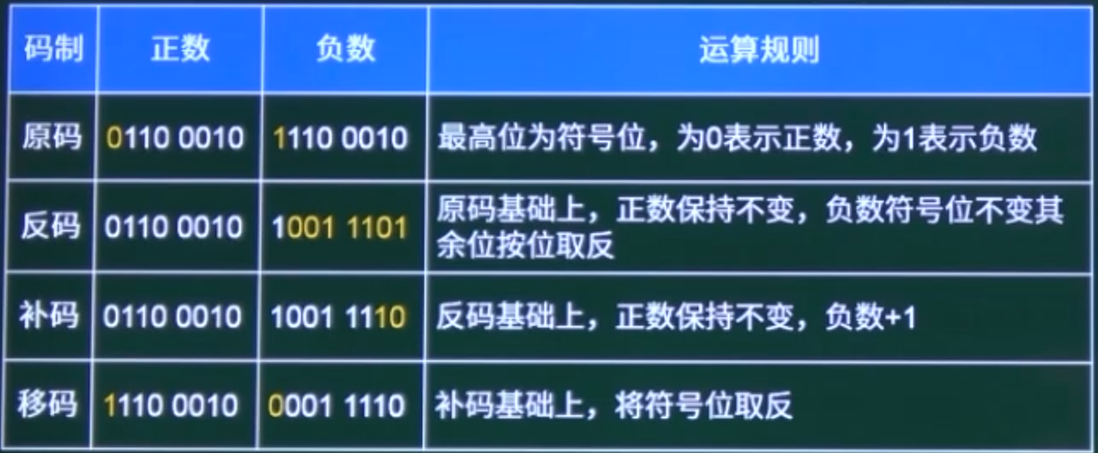 码制 正数 负数 运算规则
原码 0110 0010 1110 0010 最高位为符号位，为0表示正数，为1表示负数
反码 0110 0010 1001 1101 原码基础上，正数保持不变，负数符号位不变其
余位按位取反
补码 0110 0010 1001 1110 反码基础上，正数保持不变，负数+1
移码 1110 0010 0001 1110 补码基础上，将符号位取反